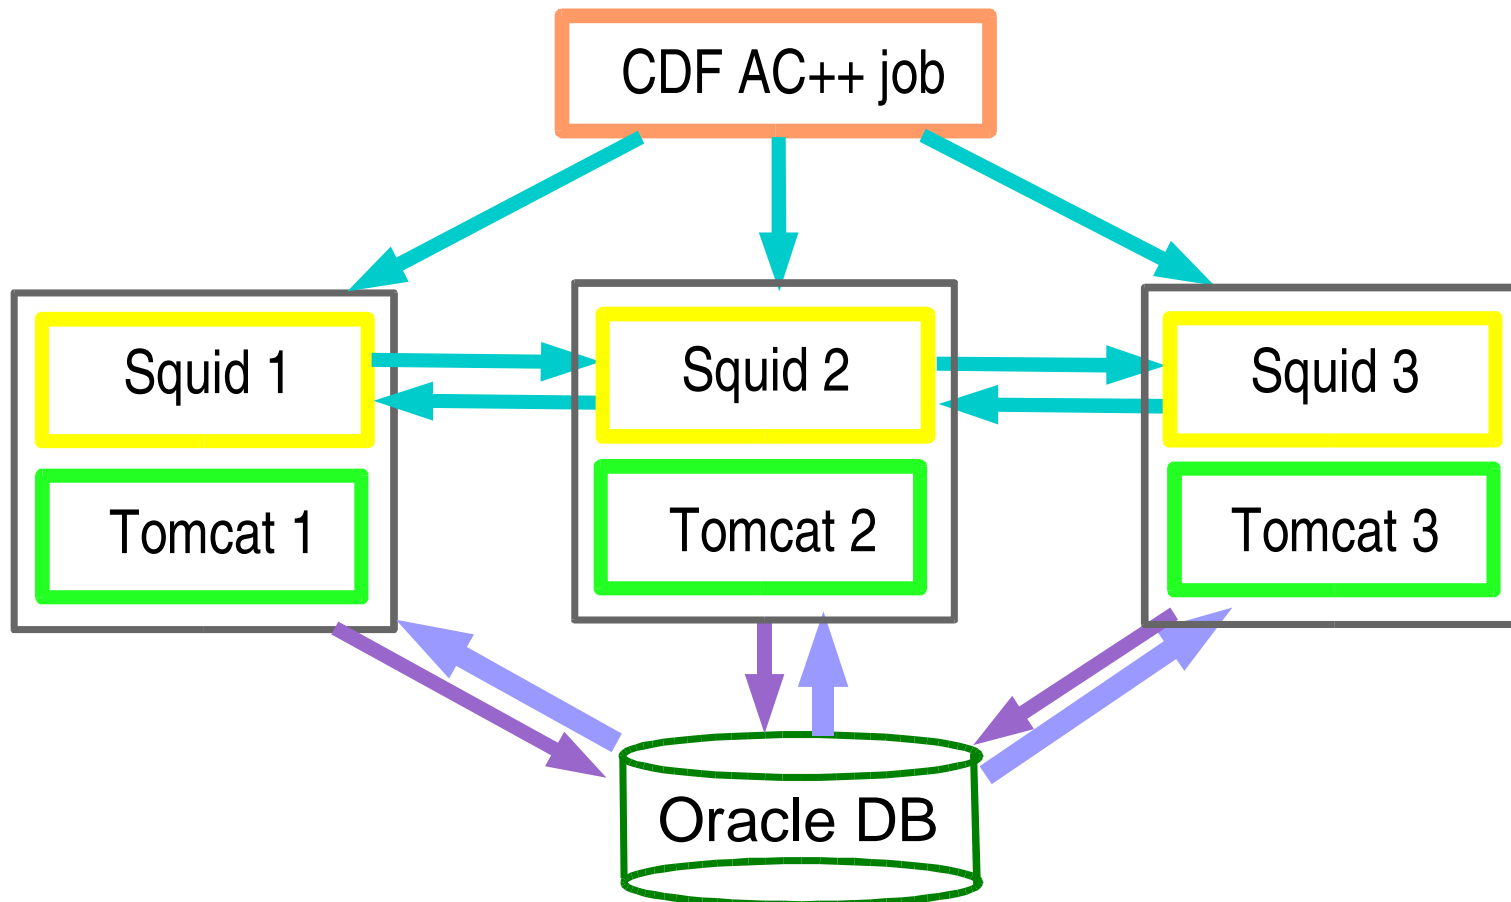 CDF AC++ job
Squid 1
Squid 2
Squid 3
Tomcat 1
Tomcat 2
Tomcat 3
Oracle DB